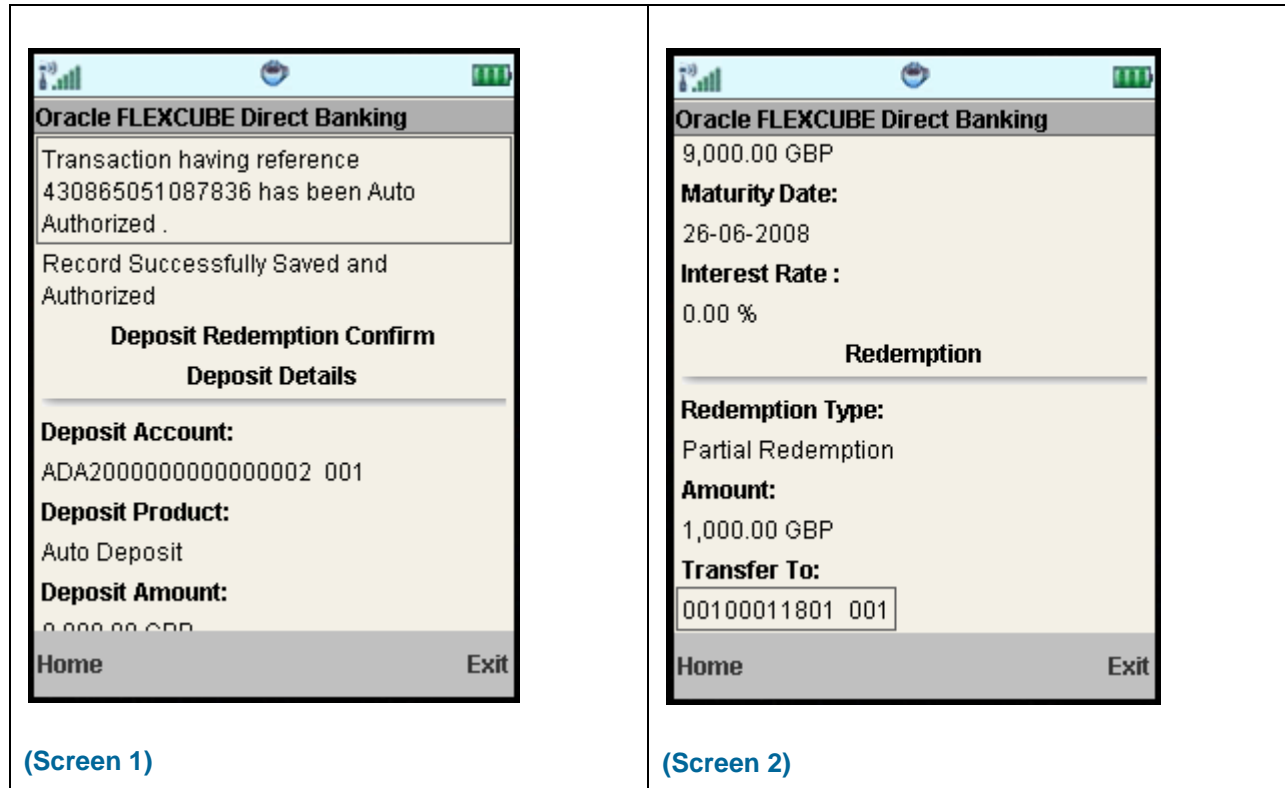 Oracle FLEXCUBE Direct Banking
Transaction having reference
430865051087836 has been Auto
Authorized .
Record Successfully Saved and
Authorized
Deposit Redemption Confirm
Deposit Details
Deposit Account:
ADA2000000000000002 001
Deposit Product:
Auto Deposit
Deposit Amount:
Home Exit
(Screen 1)
Oracle FLEXCUBE Direct Banking
9,000.00 GBP
Maturity Date:
26-06-2008
Interest Rate :
0.00 %
Redemption
Redemption Type:
Partial Redemption
Amount:
1,000.00 GBP
Transfer To:
00100011801 001
Home Exit
(Screen 2)